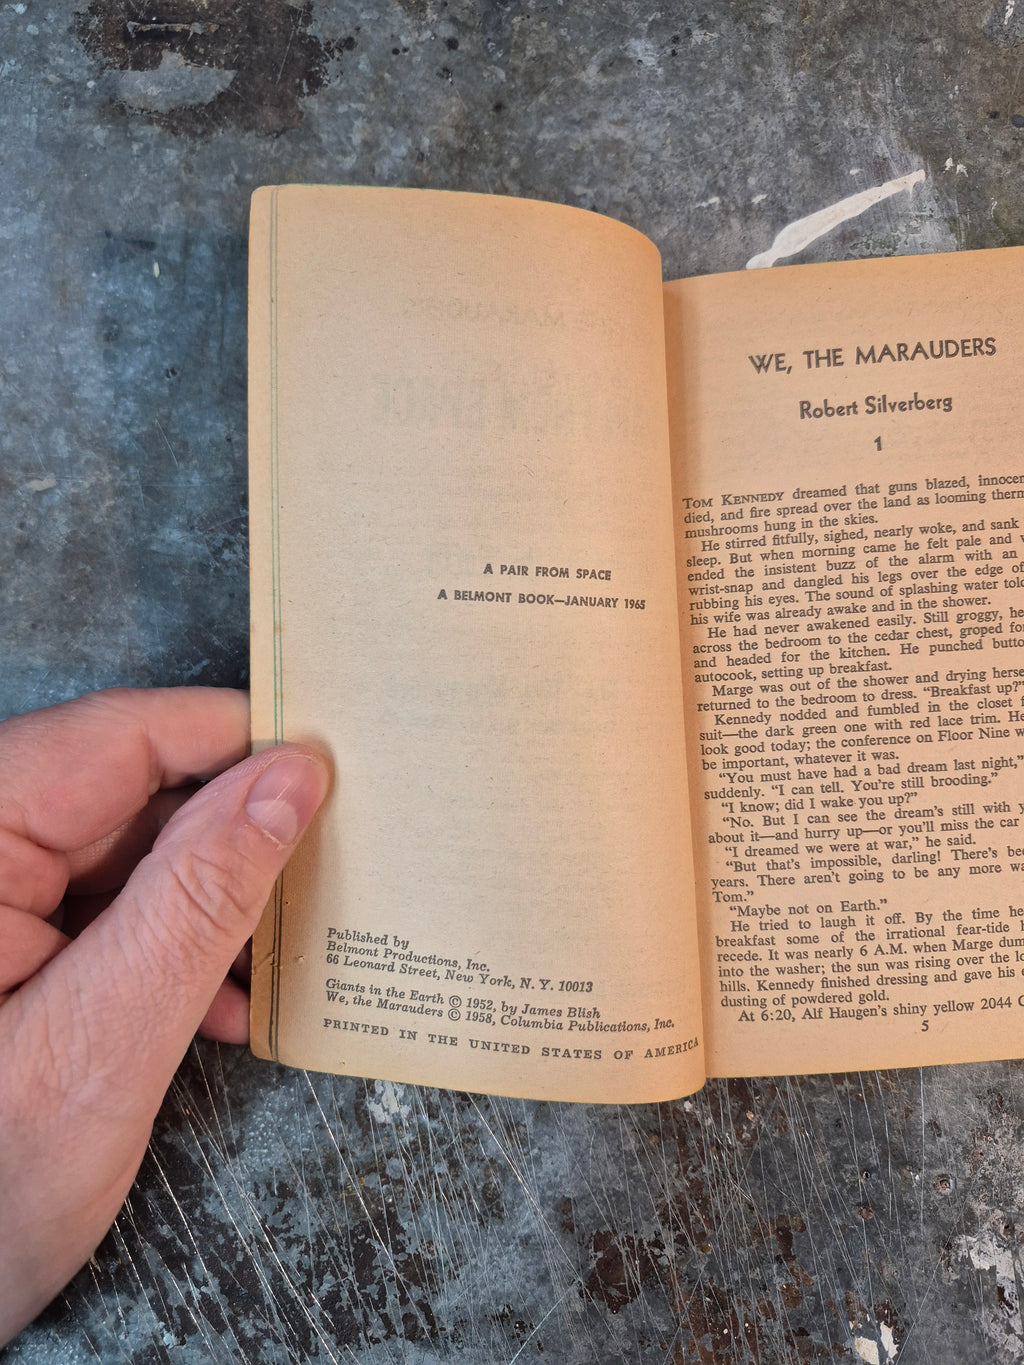 A PAIR FROM SPACE
A BELMONT BOOK—JANUARY 1965
Published by
Belmont Productions, Inc.
66 Leonard Street, New York, N. Y. 10013
Giants in the Earth © 1952, by James Blish
We, the Marauders © 1958, Columbia Publications, Inc.
PRINTED IN THE UNITED STATES OF AMERICA
WE, THE MARAUDERS
Robert Silverberg
1
TOM KENNEDY dreamed that guns blazed,
died, and fire spread over the land as looming
mushrooms hung in the skies.
He stirred fitfully, sighed, nearly woke, and sank
sleep. But when morning came he felt pale and
ended the insistent buzz of the alarm with an
wrist-snap and dangled his legs over the edge of
rubbing his eyes. The sound of splashing water told
his wife was already awake and in the shower.
He had never awakened easily. Still groggy, he
across the bedroom to the cedar chest, groped
and headed for the kitchen. He punched
autocook, setting up breakfast.
Marge was out of the shower and drying
returned to the bedroom to dress. “Breakfast up?”
Kennedy nodded and fumbled in the closet
suit—the dark green one with red lace trim. He
look good today; the conference on Floor Nine
be important, whatever it was.
“You must have had a bad dream last night,”
suddenly. “I can tell. You’re still brooding.”
“I know; did I wake you up?”
“No. But I can see the dream’s still with
about it—and hurry up—or you’ll miss the car
“I dreamed we were at war,” he said.
“But that’s impossible, darling! There’s
years. There aren’t going to be any more
Tom.”
“Maybe not on Earth.”
He tried to laugh it off. By the time he
breakfast some of the irrational fear-tide
recede. It was nearly 6 A.M. when Marge
into the washer; the sun was rising over the
hills. Kennedy finished dressing and gave his
dusting of powdered gold.
At 6:20, Alf Haugen’s shiny yellow 2044
5